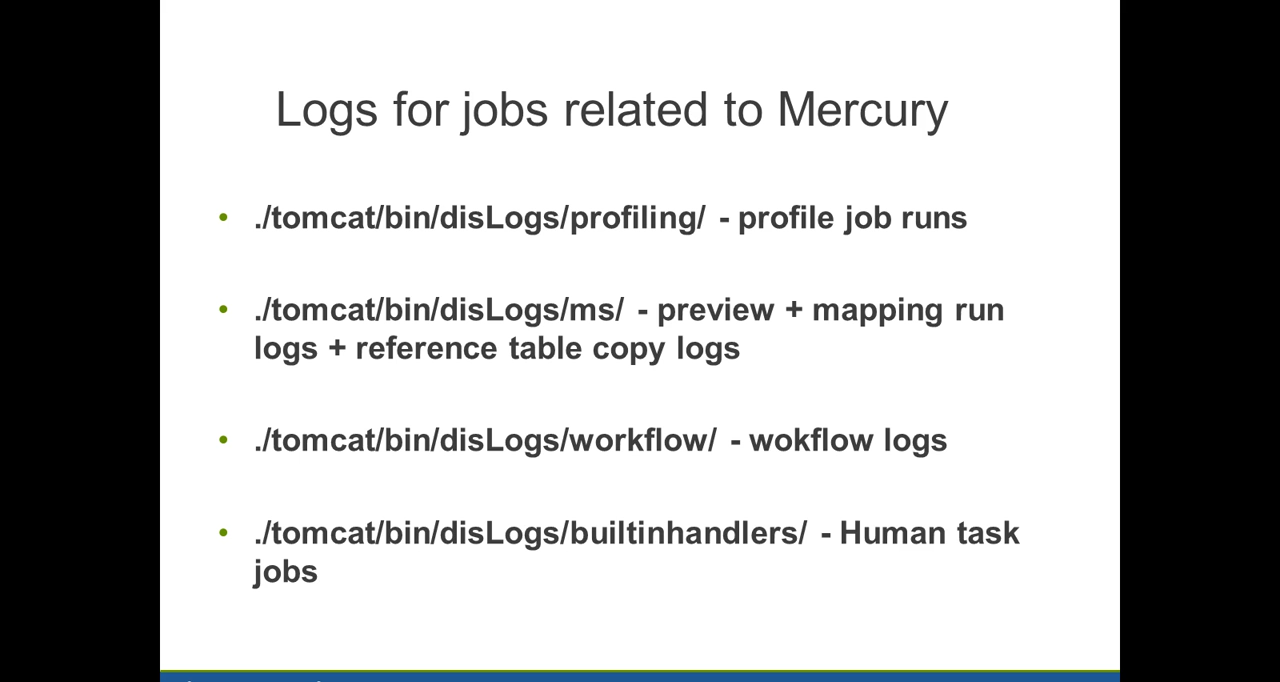 Logs for jobs related to Mercury
• ./tomcat/bin/disLogs/profiling/ - profile job runs
• ./tomcat/bin/disLogs/ms/ - preview + mapping run
logs + reference table copy logs
• ./tomcat/bin/disLogs/workflow/ - wokflow logs
• ./tomcat/bin/disLogs/builtinhandlers/ - Human task
jobs